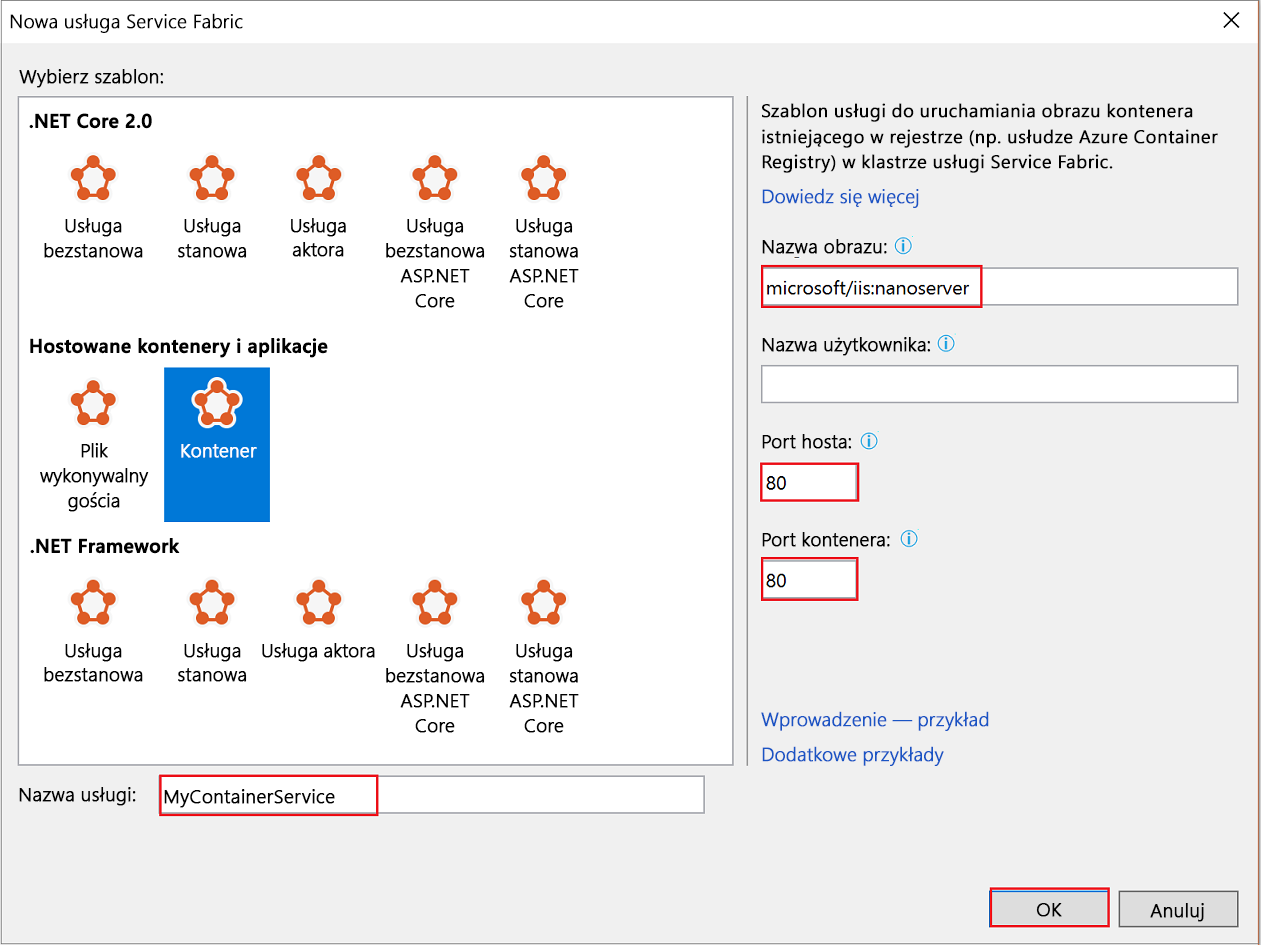 Nowa usługa Service Fabric
Wybierz szablon:
.NET Core 2.0
Usługa
bezstanowa
Usługa
stanowa
Usługa
aktora
Usługa
bezstanowa
ASP.NET
Core
Usługa
stanowa
ASP.NET
Core
Hostowane kontenery i aplikacje
Plik
wykonywalny
gościa
Kontener
.NET Framework
Usługa
bezstanowa
Usługa
stanowa
Usługa aktora
Usługa
bezstanowa
ASP.NET
Core
Usługa
stanowa
ASP.NET
Core
Nazwa usługi:
MyContainerService
Szablon usługi do uruchamiania obrazu kontenera
istniejącego w rejestrze (np. usłudze Azure Container
Registry) w klastrze usługi Service Fabric.
Dowiedz się więcej
Nazwa obrazu:
microsoft/iis:nanoserver
Nazwa użytkownika:
Port hosta:
80
Port kontenera:
80
Wprowadzenie — przykład
Dodatkowe przykłady
OK
Anuluj